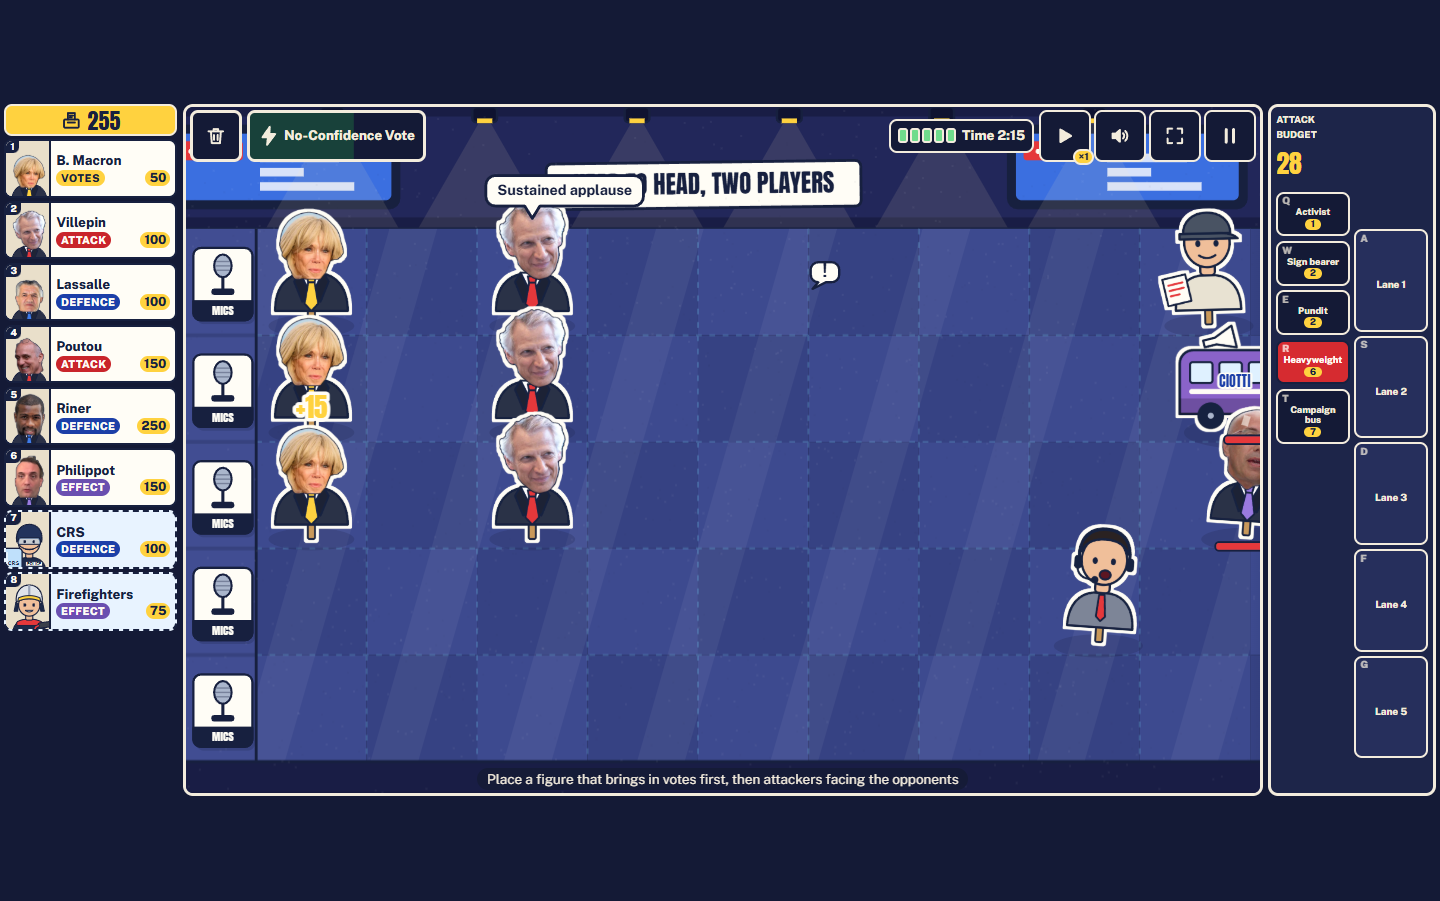 255
1
B. Macron
VOTES
50
2
Villepin
ATTACK
100
3
Lassalle
DEFENCE
100
4
Poutou
ATTACK
150
5
Riner
DEFENCE
250
6
Philippot
EFFECT
150
7
CRS
DEFENCE
100
8
Firefighters
EFFECT
75
No-Confidence Vote
Time 2:15
×1
HEAD, TWO PLAYERS
Sustained applause
!
MICS
MICS
MICS
MICS
MICS
+15
CIOTTI
Place a figure that brings in votes first, then attackers facing the opponents
ATTACK
BUDGET
28
Q
Activist
1
W
Sign bearer
2
E
Pundit
2
R
Heavyweight
6
T
Campaign
bus
7
A
Lane 1
S
Lane 2
D
Lane 3
F
Lane 4
G
Lane 5